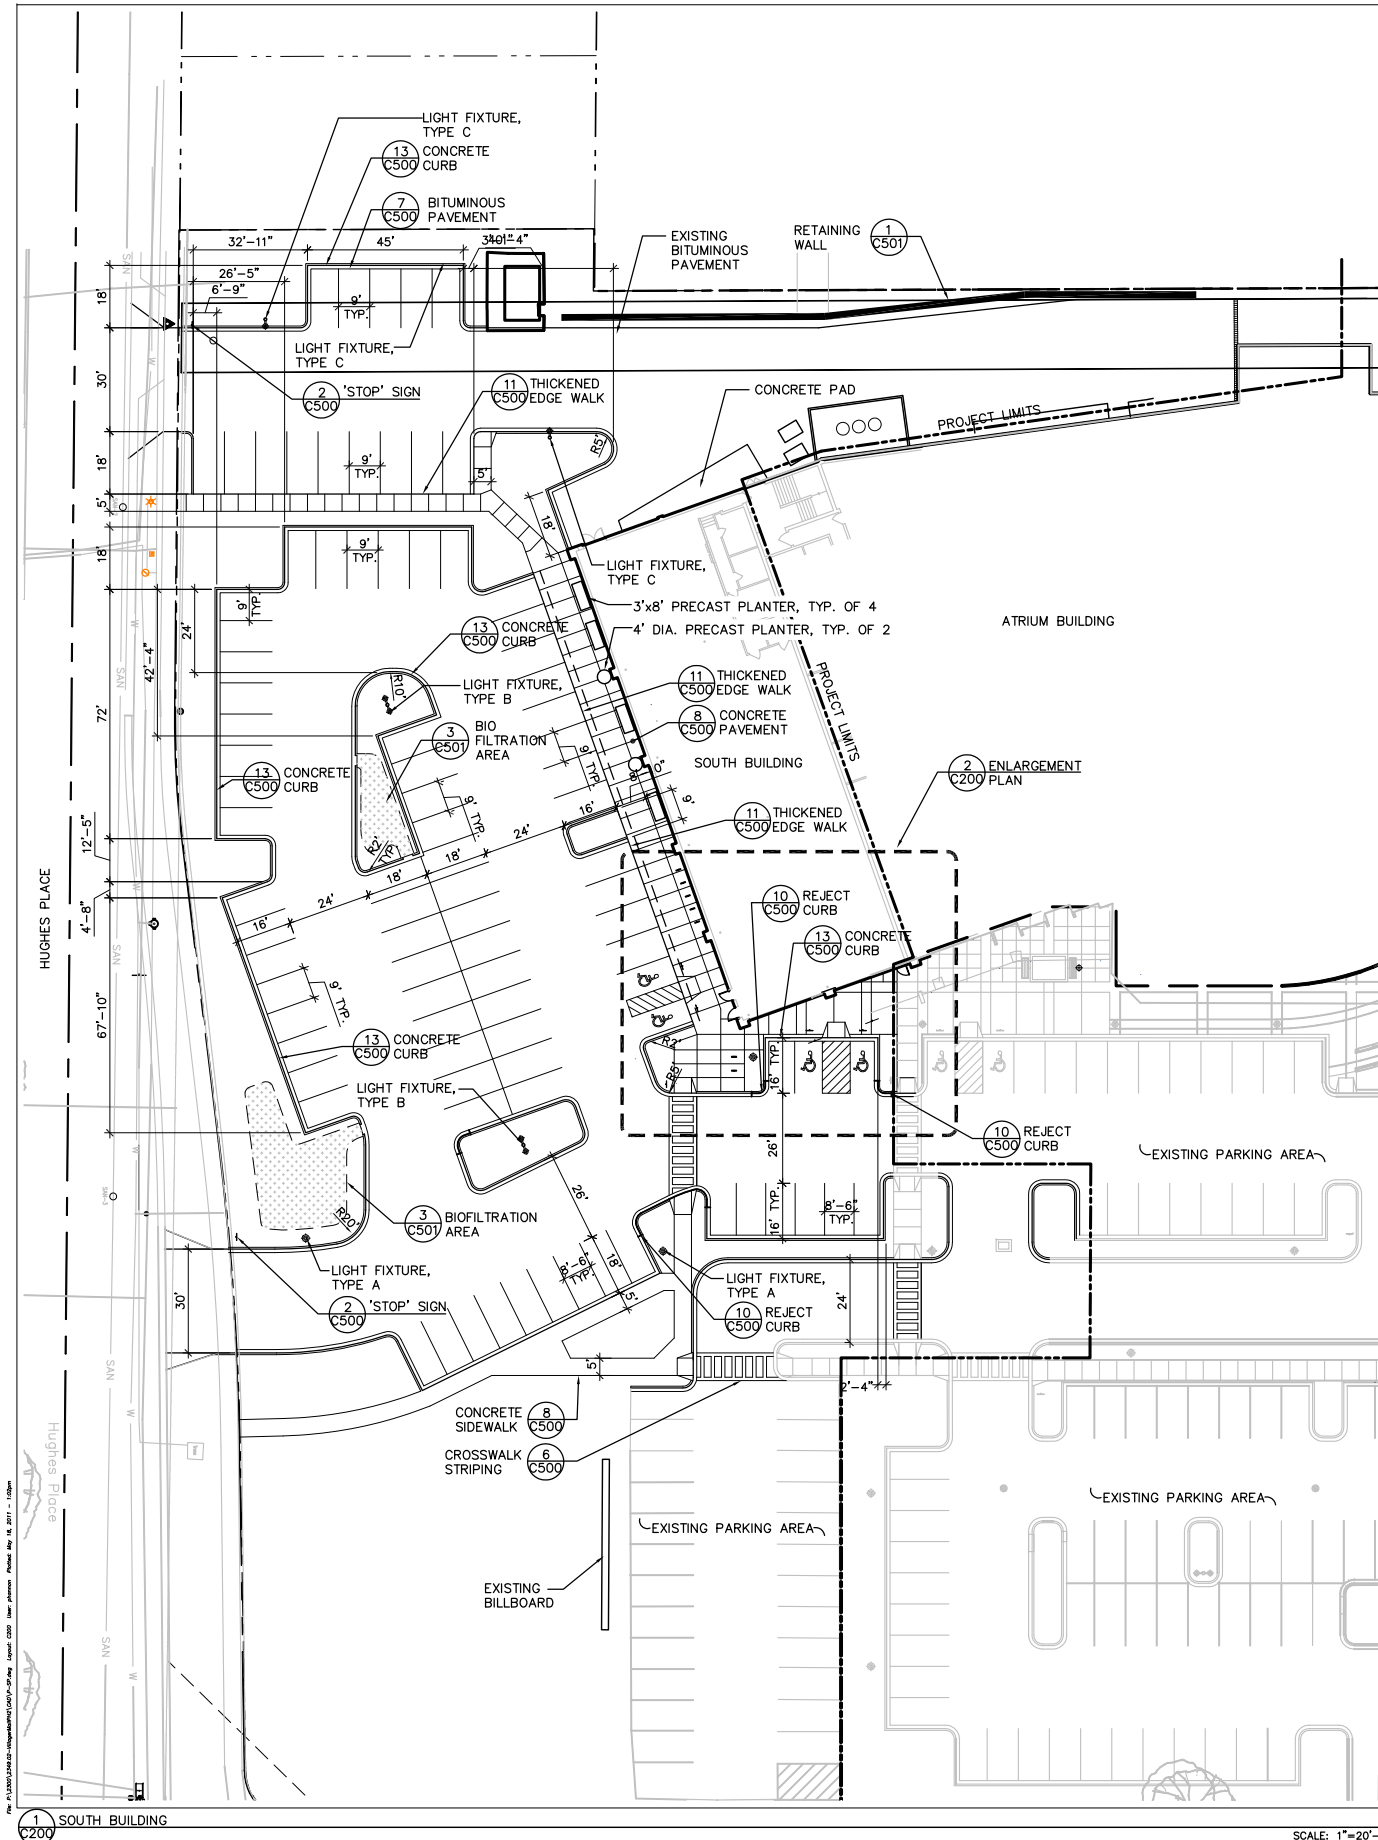 LIGHT FIXTURE,
TYPE C
13
C500
CONCRETE
CURB
7
C500
BITUMINOUS
PAVEMENT
32'-11"
45'
EXISTING
BITUMINOUS
PAVEMENT
RETAINING
WALL
1
C501
26'-5"
6'-9"
18'
9'
TYP.
LIGHT FIXTURE,
TYPE C
SAN
W
30'
2
C500
'STOP' SIGN
11
C500
THICKENED
EDGE WALK
CONCRETE PAD
PROJECT LIMITS
18'
9'
TYP.
5'
R5'
5'
18'
18'
9'
TYP.
LIGHT FIXTURE,
TYPE C
3'x8' PRECAST PLANTER, TYP. OF 4
4' DIA. PRECAST PLANTER, TYP. OF 2
ATRIUM BUILDING
9'
TYP.
24'
42'-4"
72'
13
C500
CONCRETE
CURB
R10'
LIGHT FIXTURE,
TYPE B
11
C500
THICKENED
EDGE WALK
PROJECT LIMITS
3
C501
BIO
FILTRATION
AREA
8
C500
CONCRETE
PAVEMENT
SOUTH BUILDING
9'
TYP.
13
C500
CONCRETE
CURB
9' TYP.
9'
2
C200
ENLARGEMENT
PLAN
11
C500
THICKENED
EDGE WALK
12'-5"
R2'
TYP.
16'
24'
18'
18'
24'
16'
4'-8"
HUGHES PLACE
10
C500
REJECT
CURB
13
C500
CONCRETE
CURB
9' TYP.
67'-10"
13
C500
CONCRETE
CURB
R2'
R5'
16' TYP.
LIGHT FIXTURE,
TYPE B
10
C500
REJECT
CURB
EXISTING PARKING AREA
26'
26'
16' TYP.
8'-6"
TYP.
R20'
3
C501
BIOFILTRATION
AREA
LIGHT FIXTURE,
TYPE A
2
C500
'STOP' SIGN
30'
8'-6"
TYP.
18'
5'
LIGHT FIXTURE,
TYPE A
10
C500
REJECT
CURB
24'
5'
2'-4"
CONCRETE
SIDEWALK
8
C500
CROSSWALK
STRIPING
6
C500
Hughes Place
EXISTING PARKING AREA
EXISTING PARKING AREA
EXISTING
BILLBOARD
SAN
W
1
C200
SOUTH BUILDING
SCALE: 1"=20'-